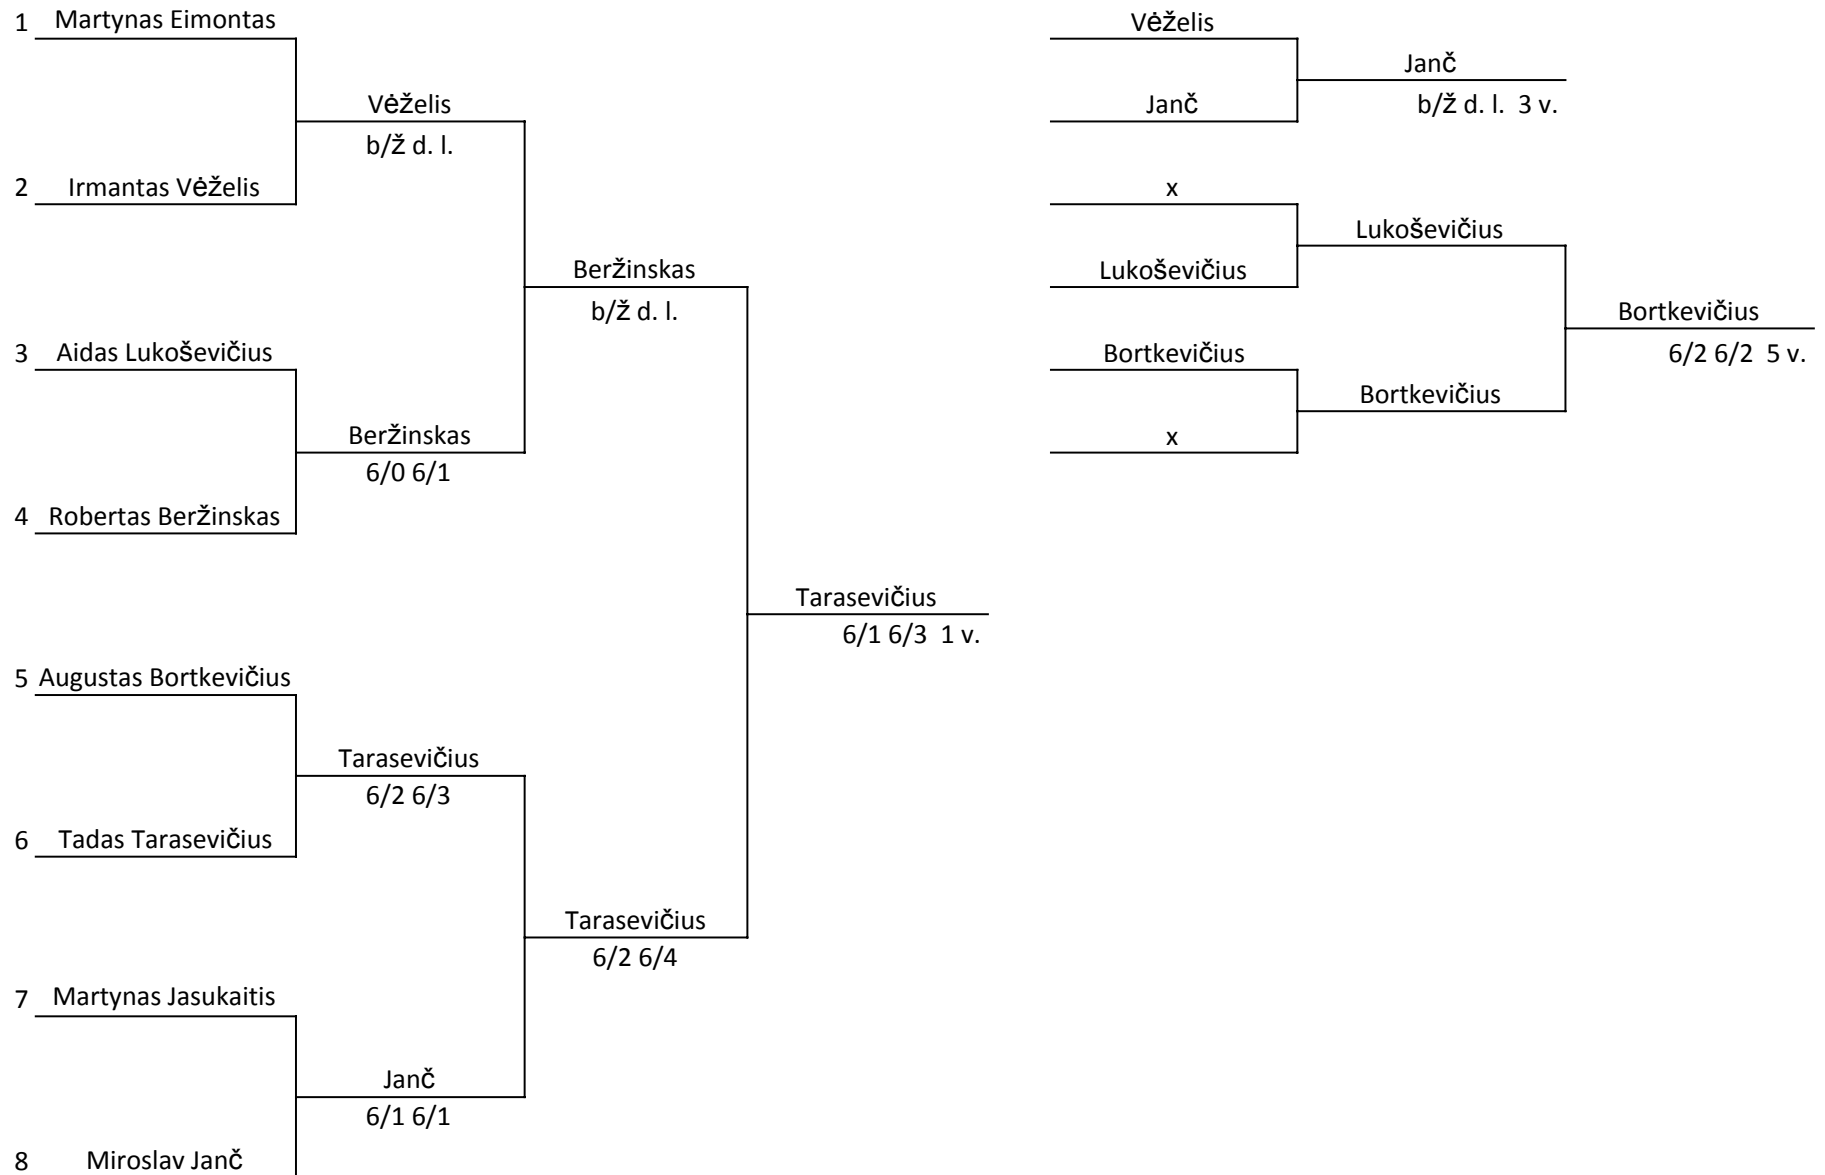 1 Martynas Eimontas
Vėželis
b/ž d. l.
2 Irmantas Vėželis
Beržinskas
b/ž d. l.
3 Aidas Lukoševičius
Beržinskas
6/0 6/1
4 Robertas Beržinskas
Tarasevičius
6/1 6/3 1 v.
5 Augustas Bortkevičius
Tarasevičius
6/2 6/3
6 Tadas Tarasevičius
Tarasevičius
6/2 6/4
7 Martynas Jasukaitis
Janč
6/1 6/1
8 Miroslav Janč
Vėželis
Janč
b/ž d. l. 3 v.
Janč
x
Lukoševičius
Lukoševičius
Bortkevičius
6/2 6/2 5 v.
Bortkevičius
Bortkevičius
x